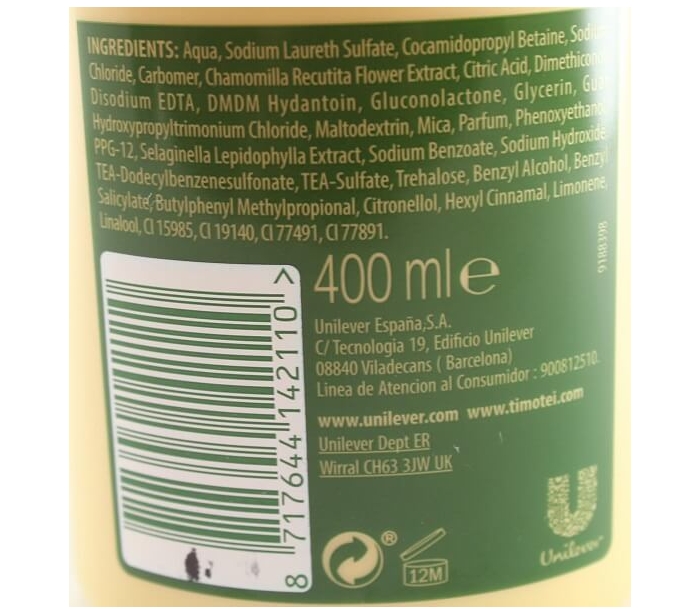 INGREDIENTS: Aqua, Sodium Laureth Sulfate, Cocamidopropyl Betaine,
Chloride, Carbomer, Chamomilla Recutita Flower Extract, Citric Acid,
Disodium EDTA, DMDM Hydantoin, Gluconolactone, Glycerin,
Hydroxypropyltrimonium Chloride, Maltodextrin, Mica, Parfum,
PPG-12, Selaginella Lepidophylla Extract, Sodium Benzoate, Sodium Hydroxide,
TEA-Dodecylbenzenesulfonate, TEA-Sulfate, Trehalose, Benzyl Alcohol, Benzyl
Salicylate, Butylphenyl Methylpropional, Citronellol, Hexyl Cinnamal, Limonene,
Linalool, CI 15985, CI 19140, CI 77491, CI 77891.
9188398
400 ml e
Unilever España,S.A.
C/ Tecnologia 19, Edificio Unilever
08840 Viladecans ( Barcelona)
Linea de Atencion al Consumidor : 900812510.
www.unilever.com www.timotei.com
Unilever Dept ER
Wirral CH63 3JW UK
8 717644 142110 >
®
12M
Unilever